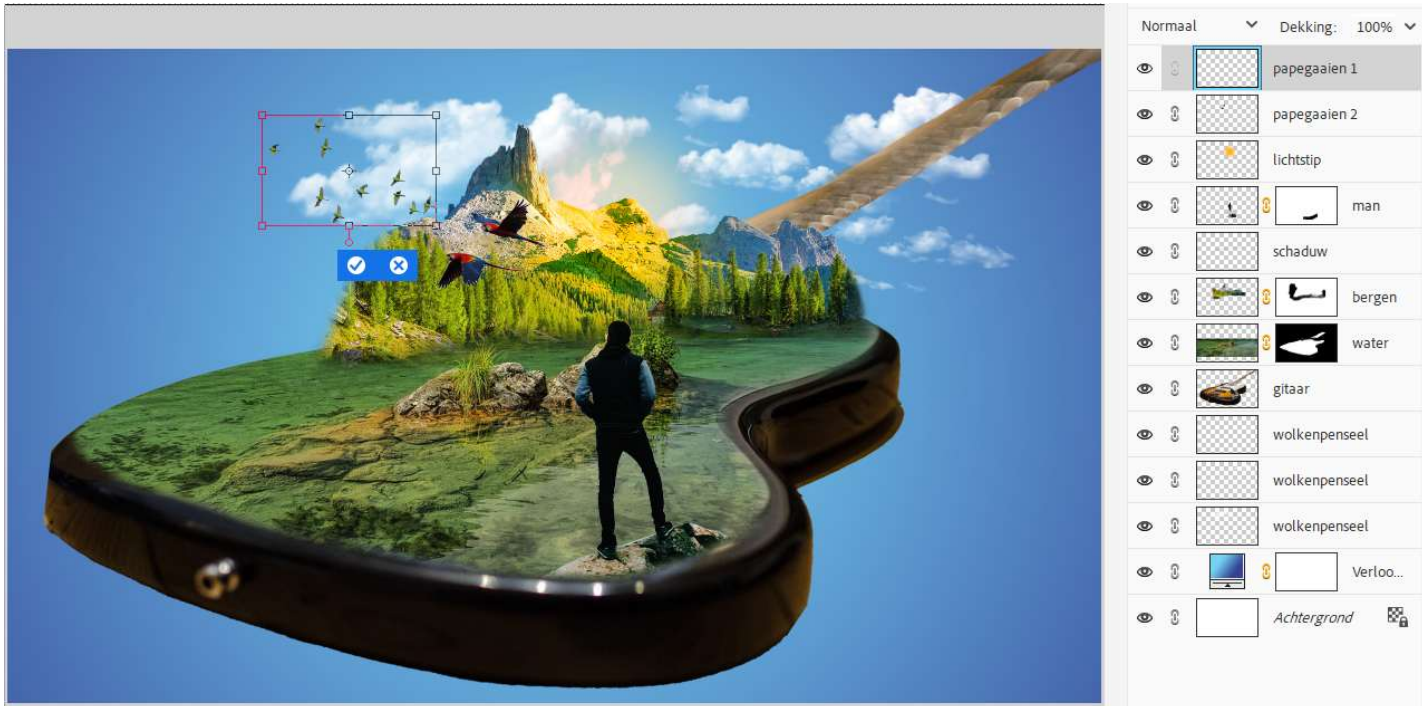 Normaal
Dekking: 100%
papegaaien 1
papegaaien 2
lichtstip
man
schaduw
bergen
water
gitaar
wolkenpenseel
wolkenpenseel
wolkenpenseel
Verloo...
Achtergrond